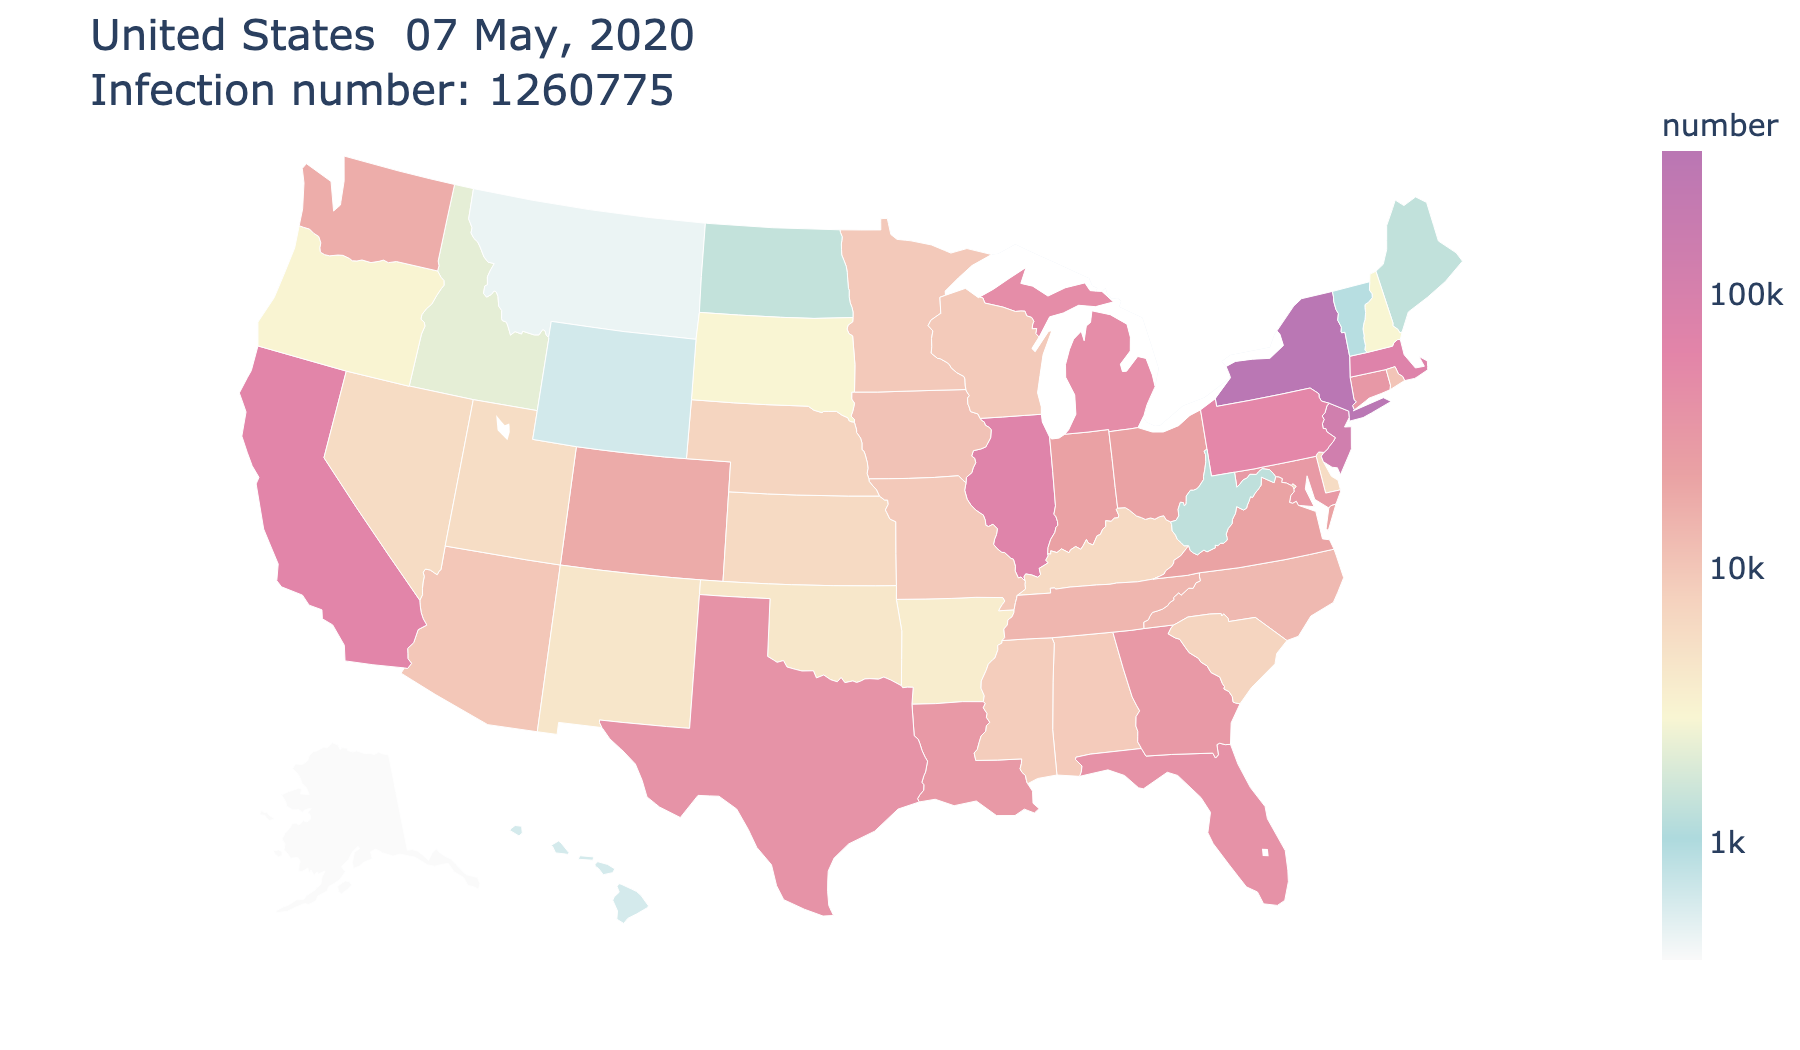 United States  07 May, 2020
Infection number: 1260775
number
100k
10k
1k